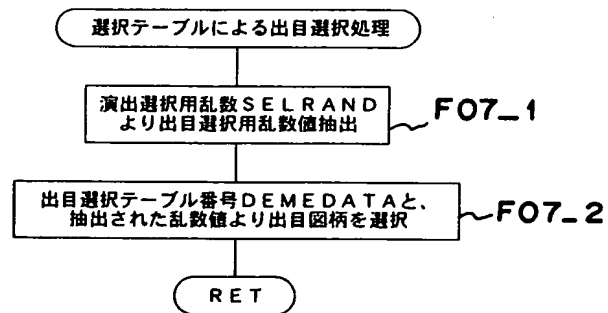 選択テーブルによる出目選択処理
演出選択用乱数SELRAND
より出目選択用乱数値抽出
F07_1
出目選択テーブル番号DEMEDATAと、
抽出された乱数値より出目図柄を選択
F07_2
RET